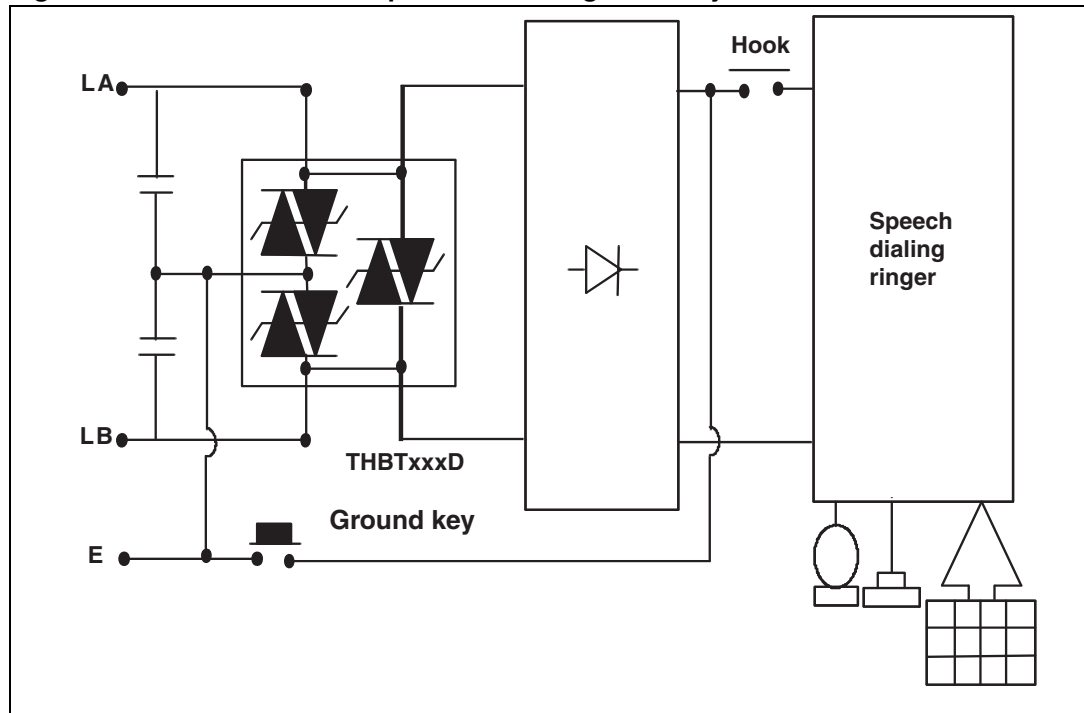 Hook
LA
Speech
dialing
ringer
LB
THBTxxxD
Ground key
E